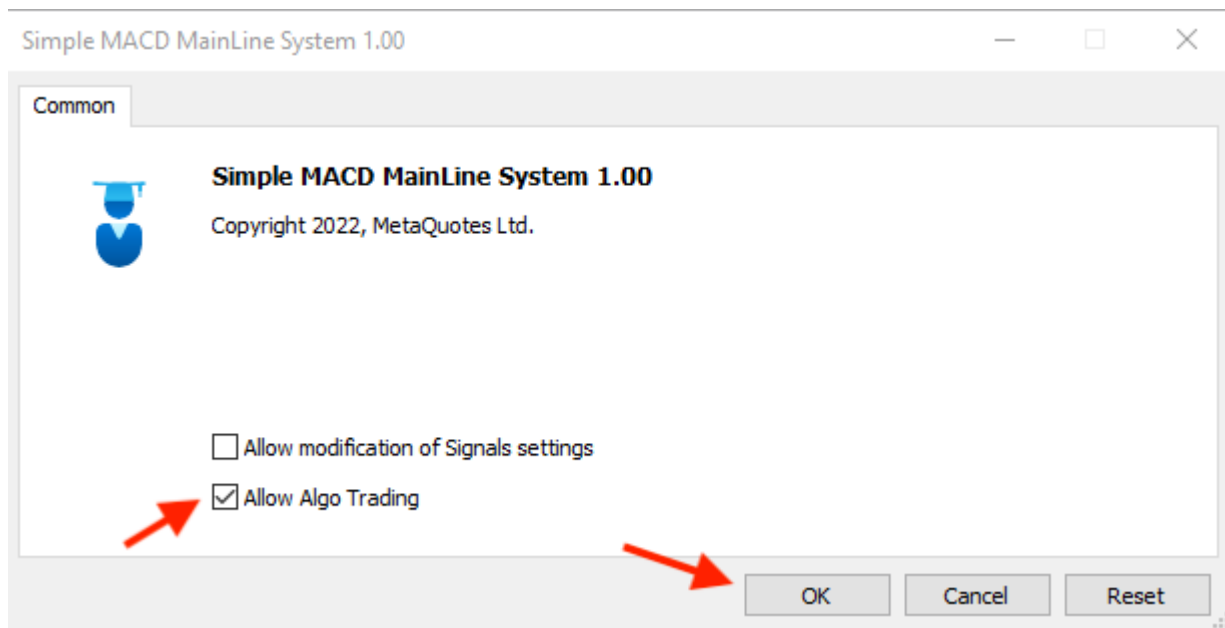 Simple MACD MainLine System 1.00
Common
Simple MACD MainLine System 1.00
Copyright 2022, MetaQuotes Ltd.
Allow modification of Signals settings
Allow Algo Trading
OK Cancel Reset